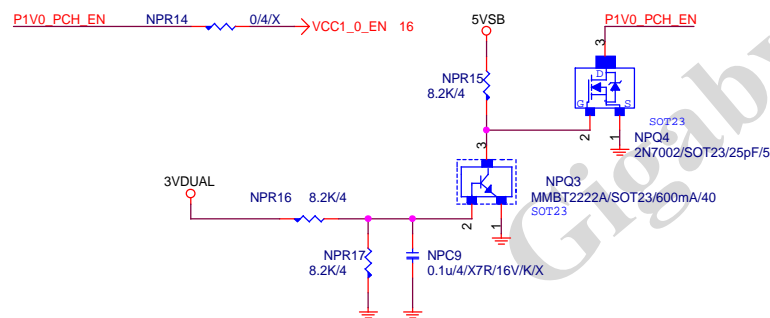 P1V0_PCH_EN
NPR14
0/4/X
VCC1_0_EN 16
5VSB
P1V0_PCH_EN
NPR15
8.2K/4
3
D
G
S
2
1
SOT23
NPQ4
2N7002/SOT23/25pF/5
3
3VDUAL
NPR16
8.2K/4
NPQ3
MMBT2222A/SOT23/600mA/40
SOT23
2
1
NPR17
8.2K/4
NPC9
0.1u/4/X7R/16V/K/X
Gigaby